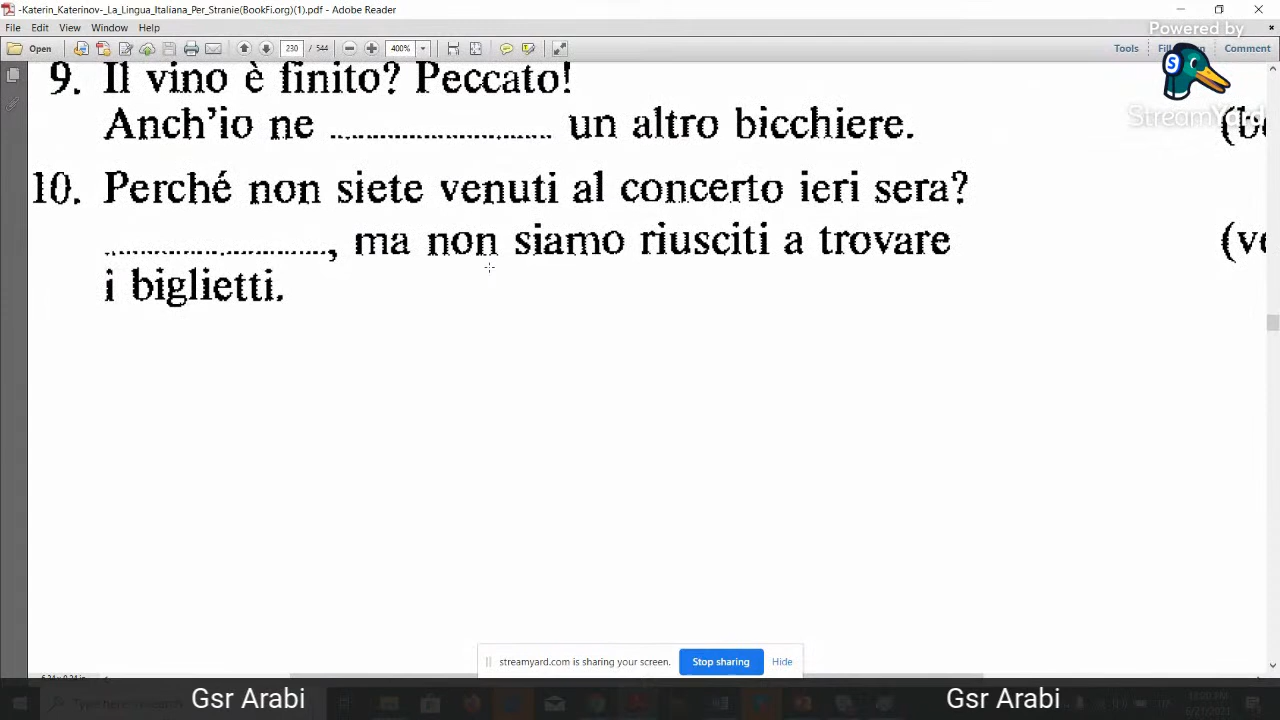 -Katerin_Katerinov-_La_Lingua_Italiana_Per_Stranie(BookFi.org)(1).pdf - Adobe Reader
File Edit View Window Help
Powered by
Open 230 / 544 400% Tools Comment
StreamYard
9. Il vino è finito? Peccato!
Anch'io ne ........................ un altro bicchiere.
10. Perché non siete venuti al concerto ieri sera?
........................, ma non siamo riusciti a trovare
i biglietti.
streamyard.com is sharing your screen. Stop sharing Hide
Gsr Arabi Gsr Arabi